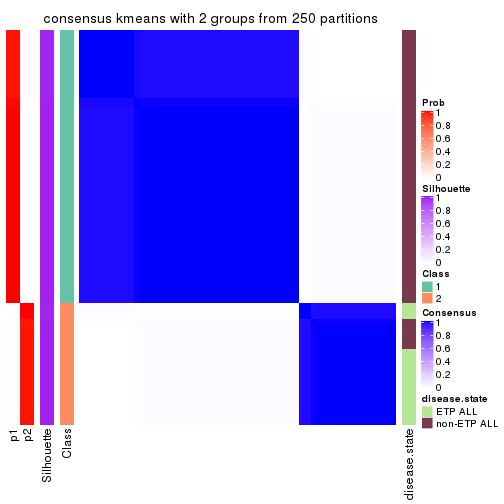 consensus kmeans with 2 groups from 250 partitions
Prob
1
0.8
0.6
0.4
0.2
0
Silhouette
1
0.8
0.6
0.4
0.2
0
Class
1
2
Consensus
1
0.8
0.6
0.4
0.2
0
disease.state
ETP ALL
non-ETP ALL
p1
p2
Silhouette
Class
disease.state